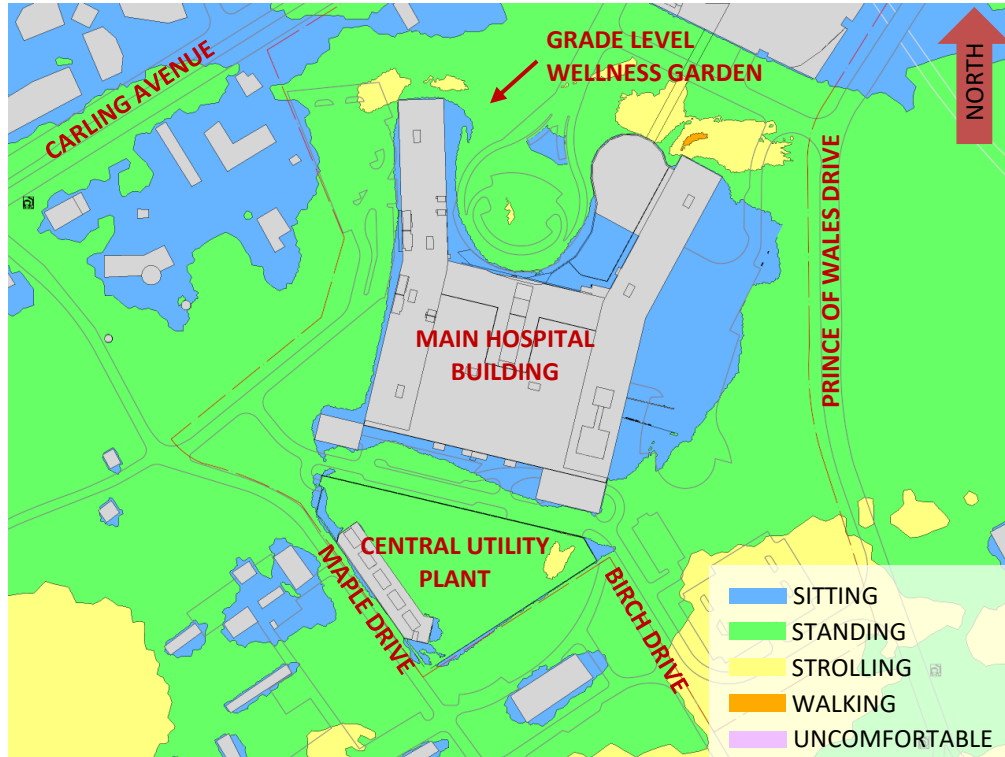 GRADE LEVEL
WELLNESS GARDEN
NORTH
CARLING AVENUE
PRINCE OF WALES DRIVE
MAIN HOSPITAL
BUILDING
CENTRAL UTILITY
PLANT
MAPLE DRIVE
BIRCH DRIVE
SITTING
STANDING
STROLLING
WALKING
UNCOMFORTABLE